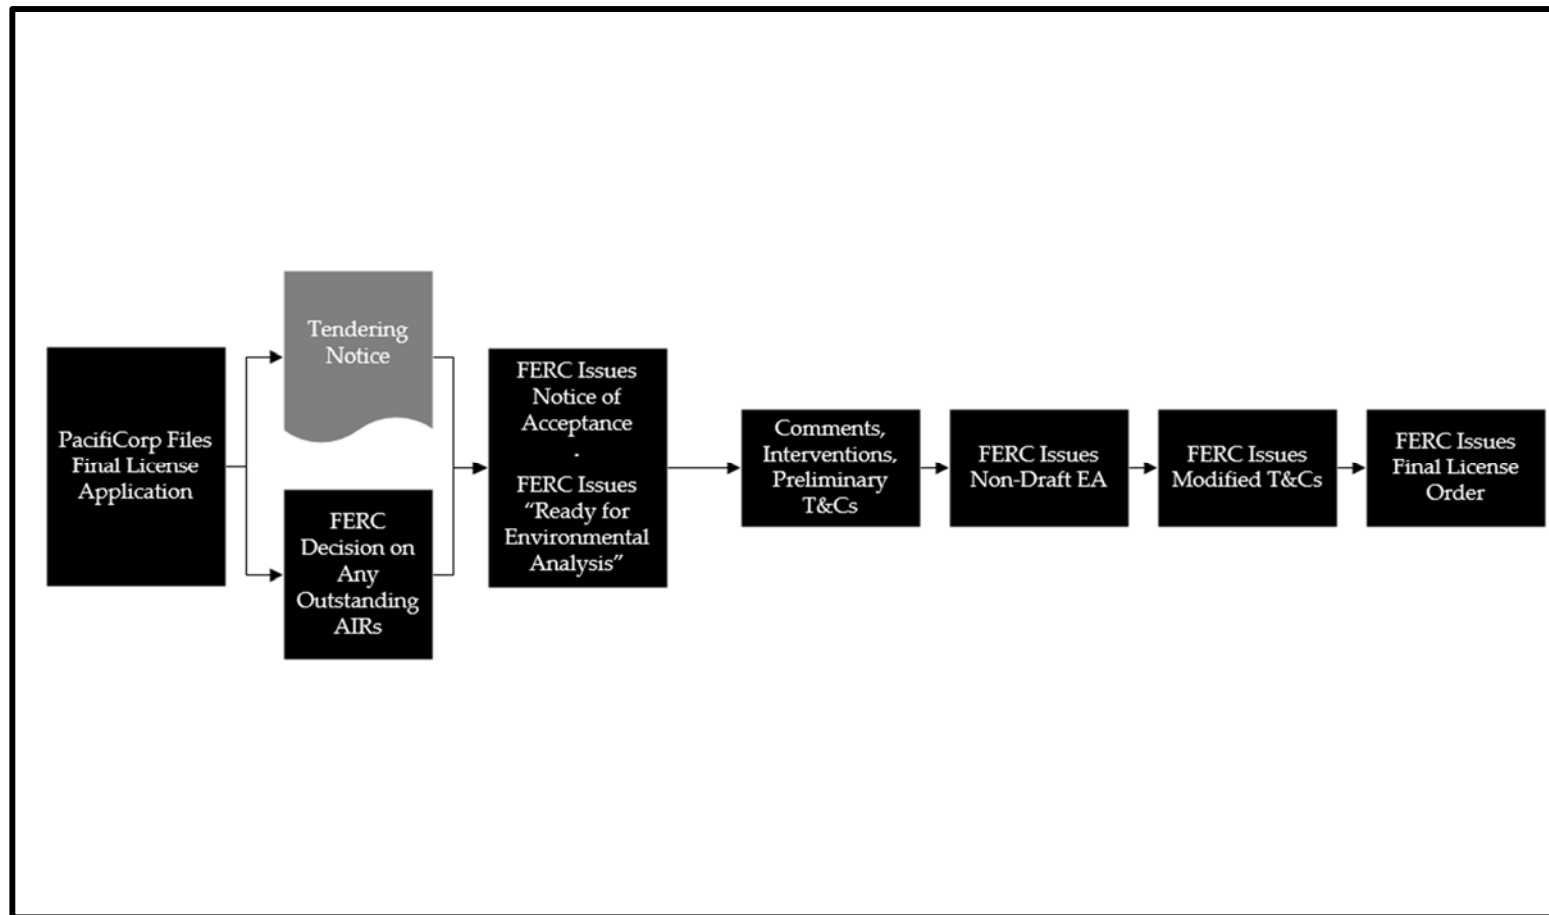 PacifiCorp Files
Final License
Application
Tendering
Notice
FERC
Decision on
Any
Outstanding
AIRs
FERC Issues
Notice of
Acceptance
.
FERC Issues
“Ready for
Environmental
Analysis”
Comments,
Interventions,
Preliminary
T&Cs
FERC Issues
Non-Draft EA
FERC Issues
Modified T&Cs
FERC Issues
Final License
Order